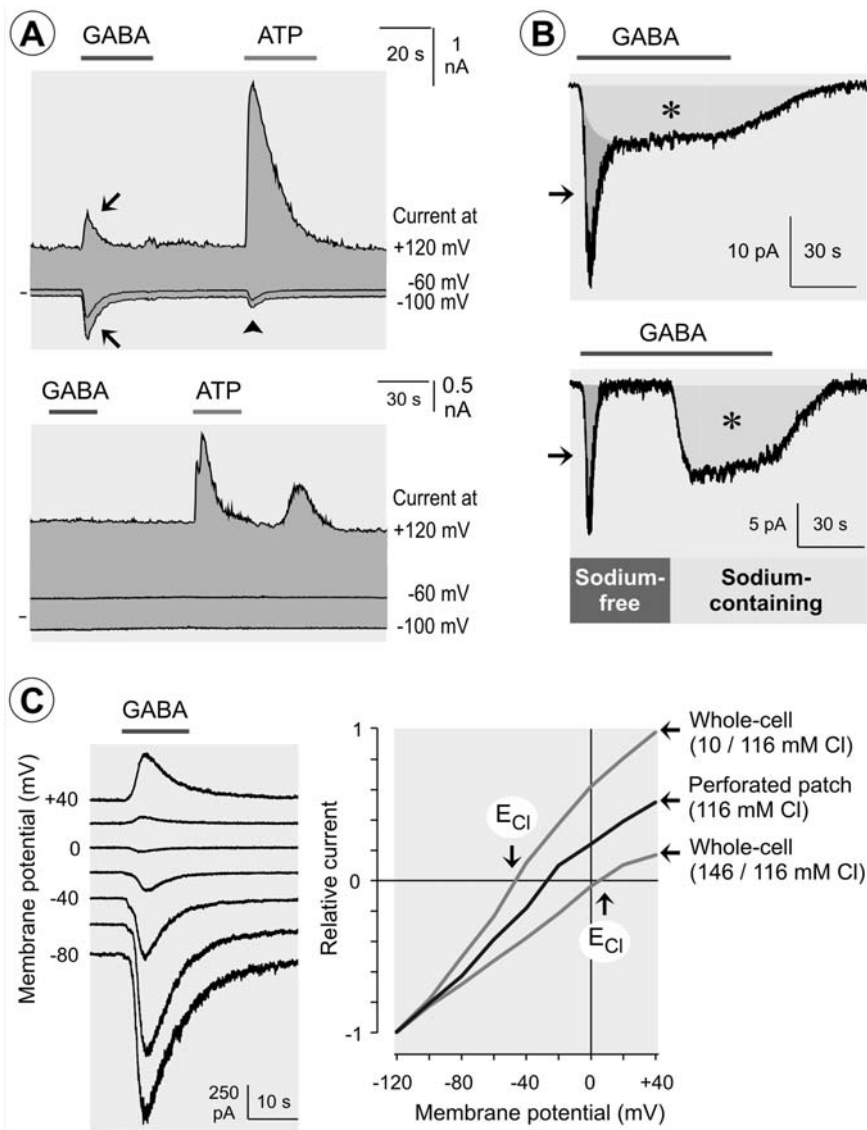 A
GABA
ATP
20 s
1
nA
Current at
+120 mV
-60 mV
-100 mV
GABA
ATP
30 s
0.5
nA
Current at
+120 mV
-60 mV
-100 mV
B
GABA
*
10 pA
30 s
GABA
*
5 pA
30 s
Sodium-
free
Sodium-
containing
C
GABA
Membrane potential (mV)
+40
0
-40
-80
250
pA
10 s
Relative current
1
0
-1
-120
-80
-40
0
+40
Membrane potential (mV)
ECl
ECl
Whole-cell
(10 / 116 mM Cl)
Perforated patch
(116 mM Cl)
Whole-cell
(146 / 116 mM Cl)